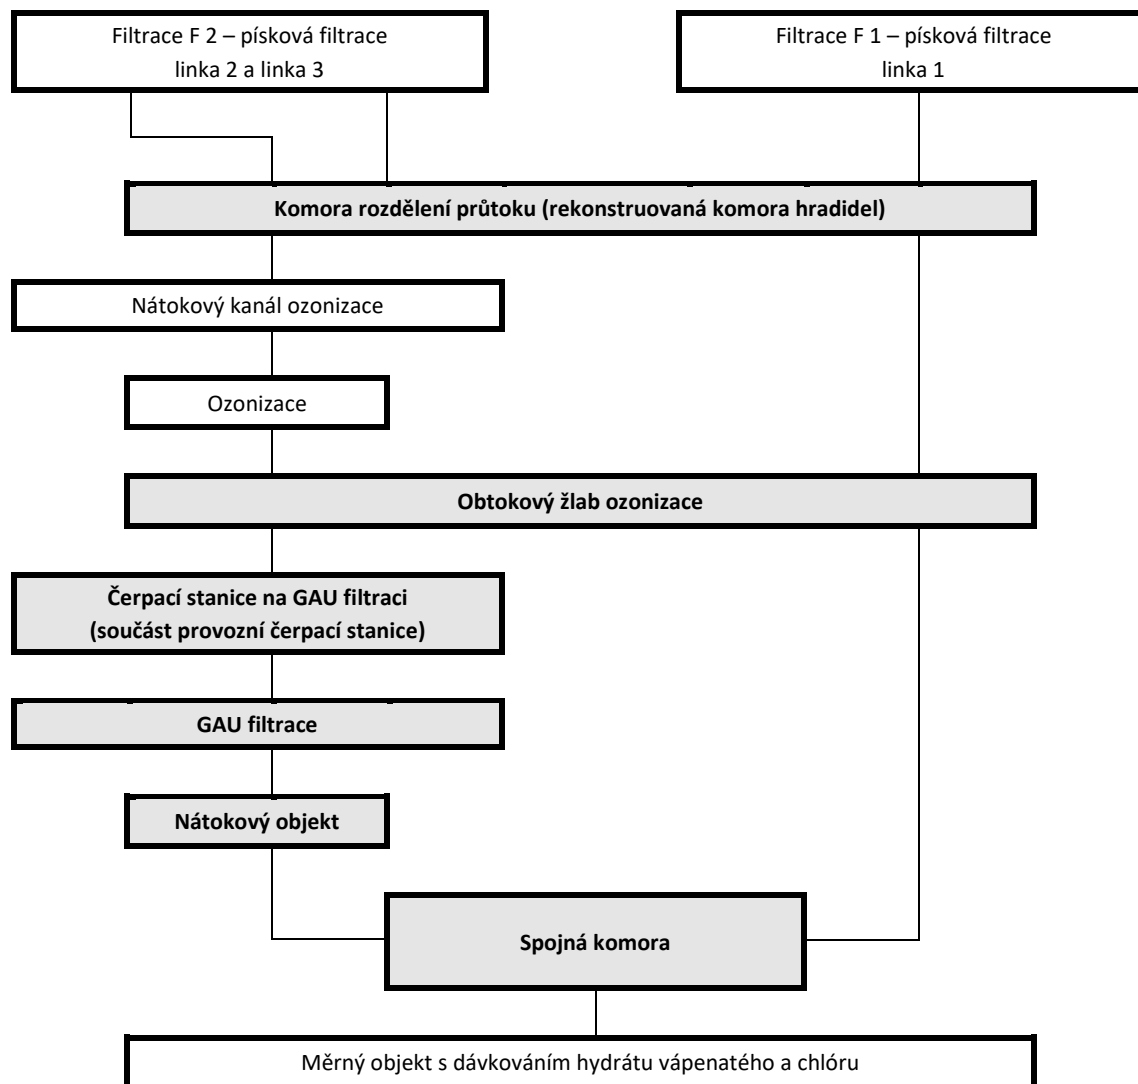 Filtrace F 2 – písková filtrace
linka 2 a linka 3
Filtrace F 1 – písková filtrace
linka 1
Komora rozdělení průtoku (rekonstruovaná komora hradidel)
Nátokový kanál ozonizace
Ozonizace
Obtokový žlab ozonizace
Čerpací stanice na GAU filtraci
(součást provozní čerpací stanice)
GAU filtrace
Nátokový objekt
Spojná komora
Měrný objekt s dávkováním hydrátu vápenatého a chlóru